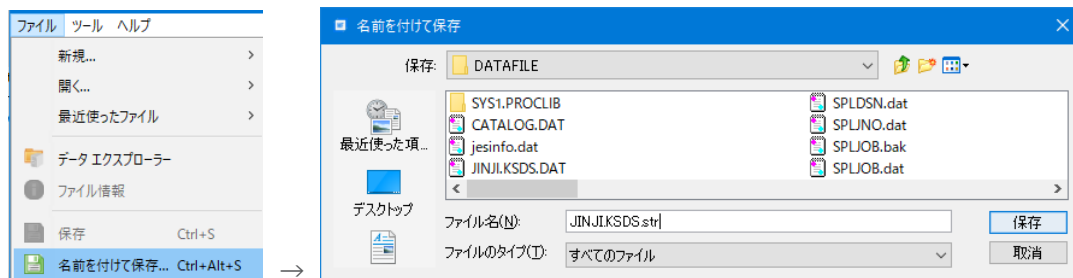 ファイル ツール ヘルプ
新規... >
開く... >
最近使ったファイル >
データ エクスプローラー
ファイル情報
保存 Ctrl+S
名前を付けて保存... Ctrl+Alt+S
→
名前を付けて保存
保存: DATAFILE
最近使った項...
デスクトップ
SYS1.PROCLIB
CATALOG.DAT
jesinfo.dat
JINJI.KSDS.DAT
SPLDSN.dat
SPLJNO.dat
SPLJOB.bak
SPLJOB.dat
ファイル名(N): JINJI.KSDS.str 保存
ファイルのタイプ(T): すべてのファイル 取消